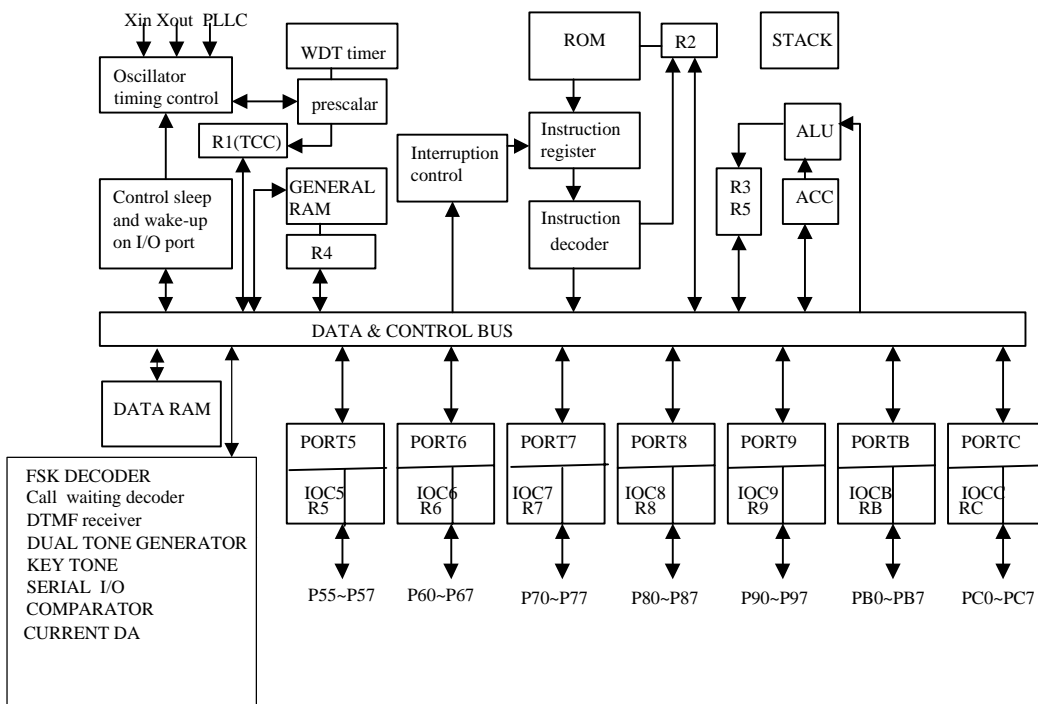 Xin Xout PLLC
WDT timer
ROM
R2
STACK
Oscillator
timing control
prescalar
R1(TCC)
Interruption
control
Instruction
register
ALU
Control sleep
and wake-up
on I/O port
GENERAL
RAM
R3
R5
ACC
Instruction
decoder
R4
DATA & CONTROL BUS
DATA RAM
PORT5
PORT6
PORT7
PORT8
PORT9
PORTB
PORTC
IOC5
R5
IOC6
R6
IOC7
R7
IOC8
R8
IOC9
R9
IOCB
RB
IOCC
RC
P55~P57
P60~P67
P70~P77
P80~P87
P90~P97
PB0~PB7
PC0~PC7
FSK DECODER
Call waiting decoder
DTMF receiver
DUAL TONE GENERATOR
KEY TONE
SERIAL I/O
COMPARATOR
CURRENT DA